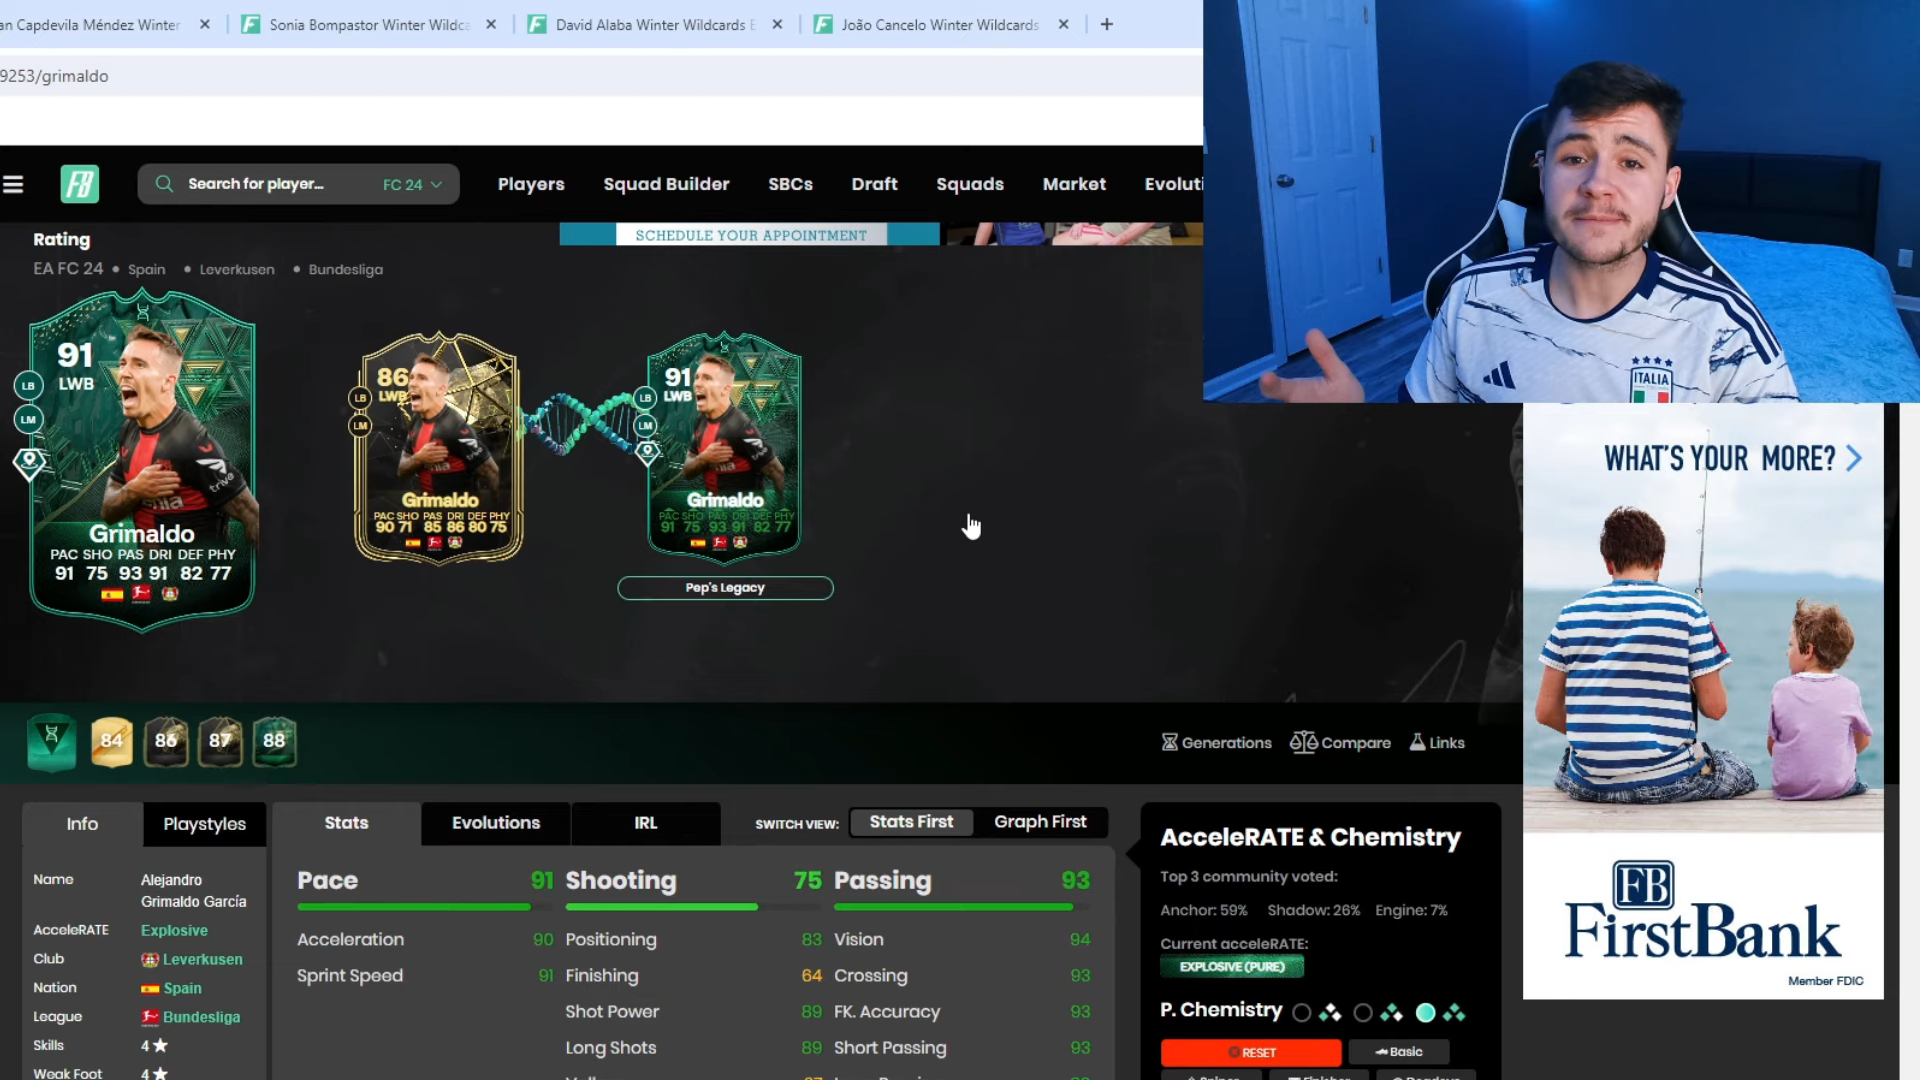 an Capdevila Méndez Winter
Sonia Bompastor Winter Wildca
David Alaba Winter Wildcards E
João Cancelo Winter Wildcards
9253/grimaldo
FB
Search for player...
FC 24
Players
Squad Builder
SBCs
Draft
Squads
Market
Evoluti
SCHEDULE YOUR APPOINTMENT
Rating
EA FC 24 • Spain • Leverkusen • Bundesliga
91
LWB
LB
LM
Grimaldo
PAC SHO PAS DRI DEF PHY
91 75 93 91 82 77
86
LWB
LB
LM
Grimaldo
PAC SHO PAS DRI DEF PHY
90 71 85 86 80 75
91
LWB
LB
LM
Grimaldo
PAC SHO PAS DRI DEF PHY
91 75 93 91 82 77
Pep's Legacy
ITALIA
84
86
87
88
Generations
Compare
Links
Info
Playstyles
Stats
Evolutions
IRL
SWITCH VIEW:
Stats First
Graph First
Name
Alejandro
Grimaldo García
AcceleRATE
Explosive
Club
Leverkusen
Nation
Spain
League
Bundesliga
Skills
4
Weak Foot
4
Pace 91
Acceleration 90
Sprint Speed 91
Shooting 75
Positioning 83
Finishing 64
Shot Power 89
Long Shots 89
Passing 93
Vision 94
Crossing 93
FK. Accuracy 93
Short Passing 93
AcceleRATE & Chemistry
Top 3 community voted:
Anchor: 59% Shadow: 26% Engine: 7%
Current acceleRATE:
EXPLOSIVE (PURE)
P. Chemistry
RESET
Basic
WHAT'S YOUR MORE?
FB
FirstBank
Member FDIC